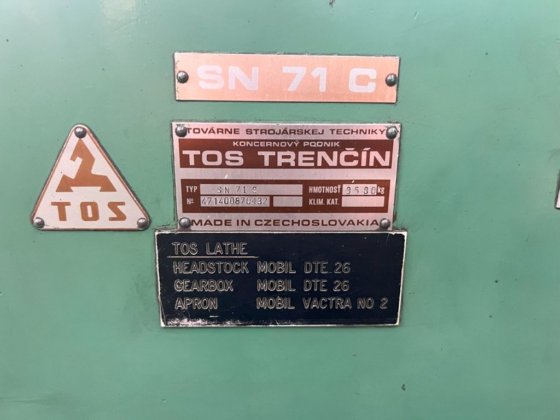 SN 71 C
TOVÁRNE STROJÁRSKEJ TECHNIKY
KONCERNOVÝ PODNIK
TOS TRENČÍN
TYP SN 71 C HMOTNOSŤ kg
№ KLIM. KAT.
MADE IN CZECHOSLOVAKIA
TOS
TOS LATHE
HEADSTOCK MOBIL DTE 26
GEARBOX MOBIL DTE 26
APRON MOBIL VACTRA NO 2